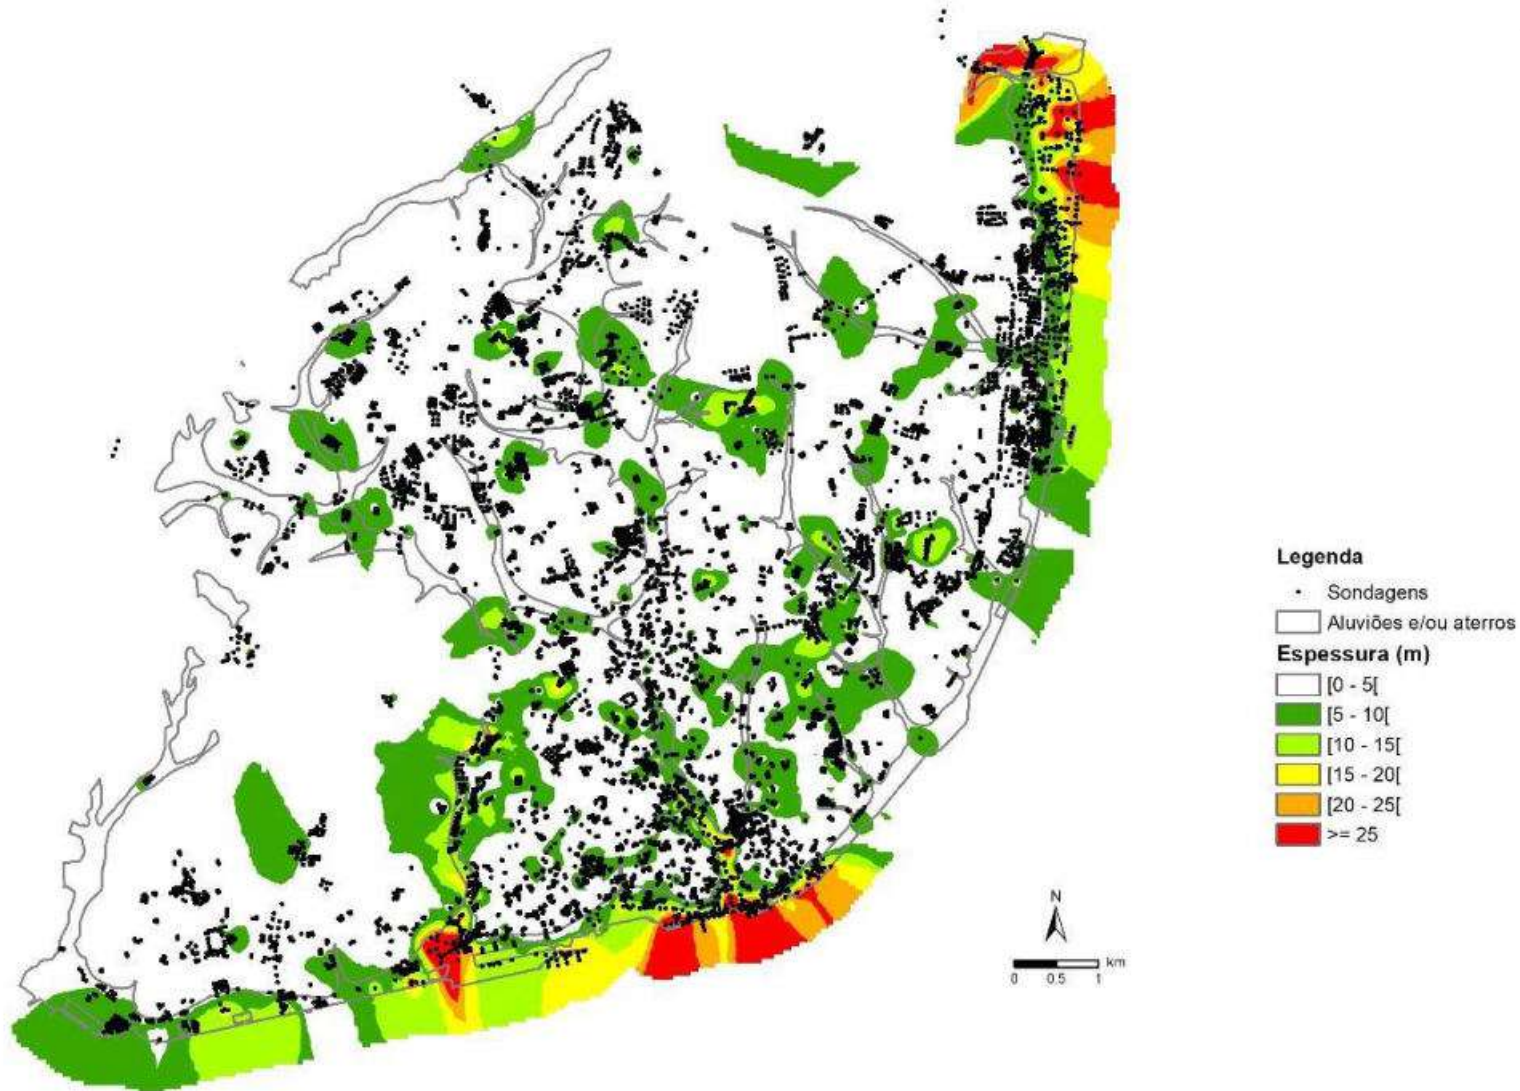 Legenda
Sondagens
Aluviões e/ou aterros
Espessura (m)
[0 - 5[
[5 - 10[
[10 - 15[
[15 - 20[
[20 - 25[
>= 25
N
km
0 0.5 1